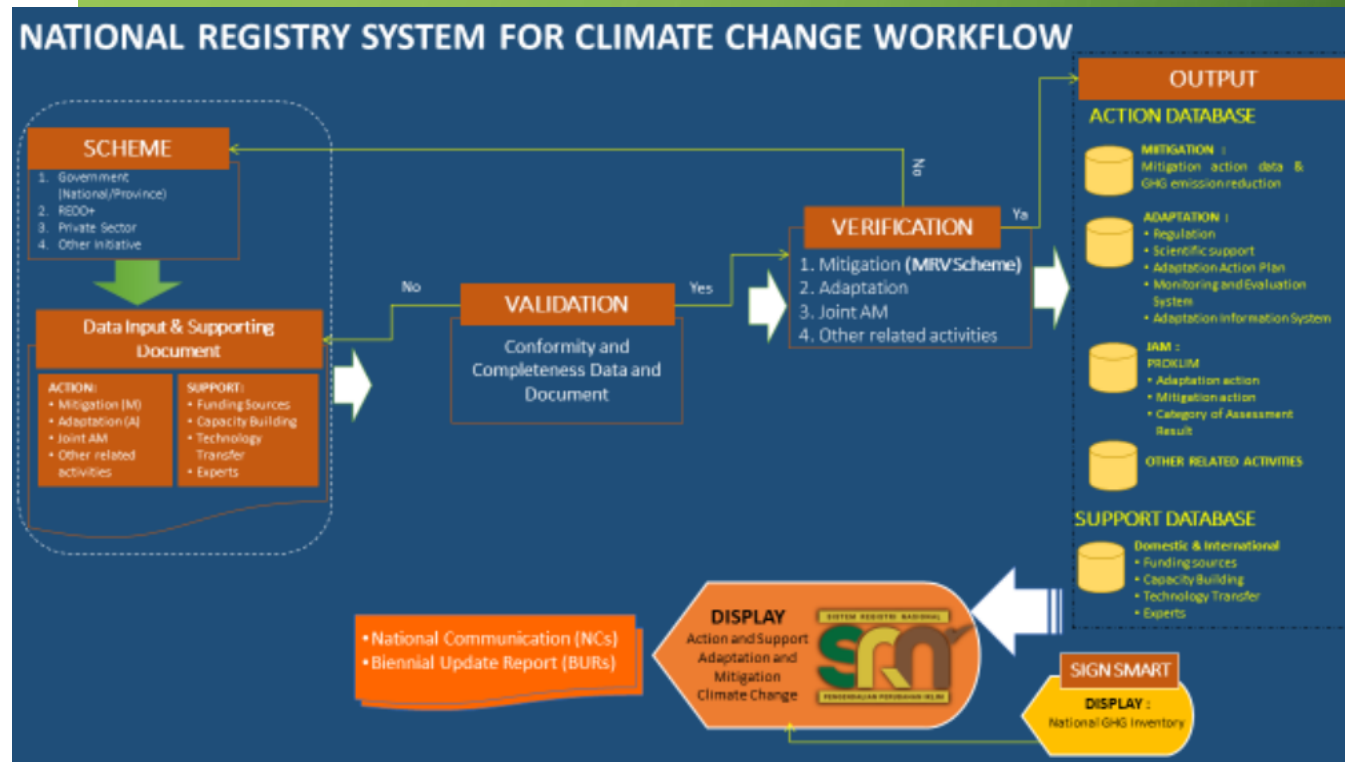 NATIONAL REGISTRY SYSTEM FOR CLIMATE CHANGE WORKFLOW
SCHEME
1. Government
(National/Province)
2. REDD+
3. Private Sector
4. Other Initiative
Data Input & Supporting
Document
ACTION:
• Mitigation (M)
• Adaptation (A)
• Joint AM
• Other related
activities
SUPPORT:
• Funding Sources
• Capacity Building
• Technology
Transfer
• Experts
No
VALIDATION
Conformity and
Completeness Data and
Document
Yes
No
VERIFICATION
1. Mitigation (MRV Scheme)
2. Adaptation
3. Joint AM
4. Other related activities
Ya
OUTPUT
ACTION DATABASE
MITIGATION :
Mitigation action data &
GHG emission reduction
ADAPTATION :
• Regulation
• Scientific support
• Adaptation Action Plan
• Monitoring and Evaluation
System
• Adaptation Information System
JAM :
PROKLIM
• Adaptation action
• Mitigation action
• Category of Assessment
Result
OTHER RELATED ACTIVITIES
SUPPORT DATABASE
Domestic & International
• Funding sources
• Capacity Building
• Technology Transfer
• Experts
• National Communication (NCs)
• Biennial Update Report (BURs)
DISPLAY
Action and Support
Adaptation and
Mitigation
Climate Change
SISTEM REGISTRI NASIONAL
SRN
PENGENDALIAN PERUBAHAN IKLIM
SIGN SMART
DISPLAY :
National GHG Inventory